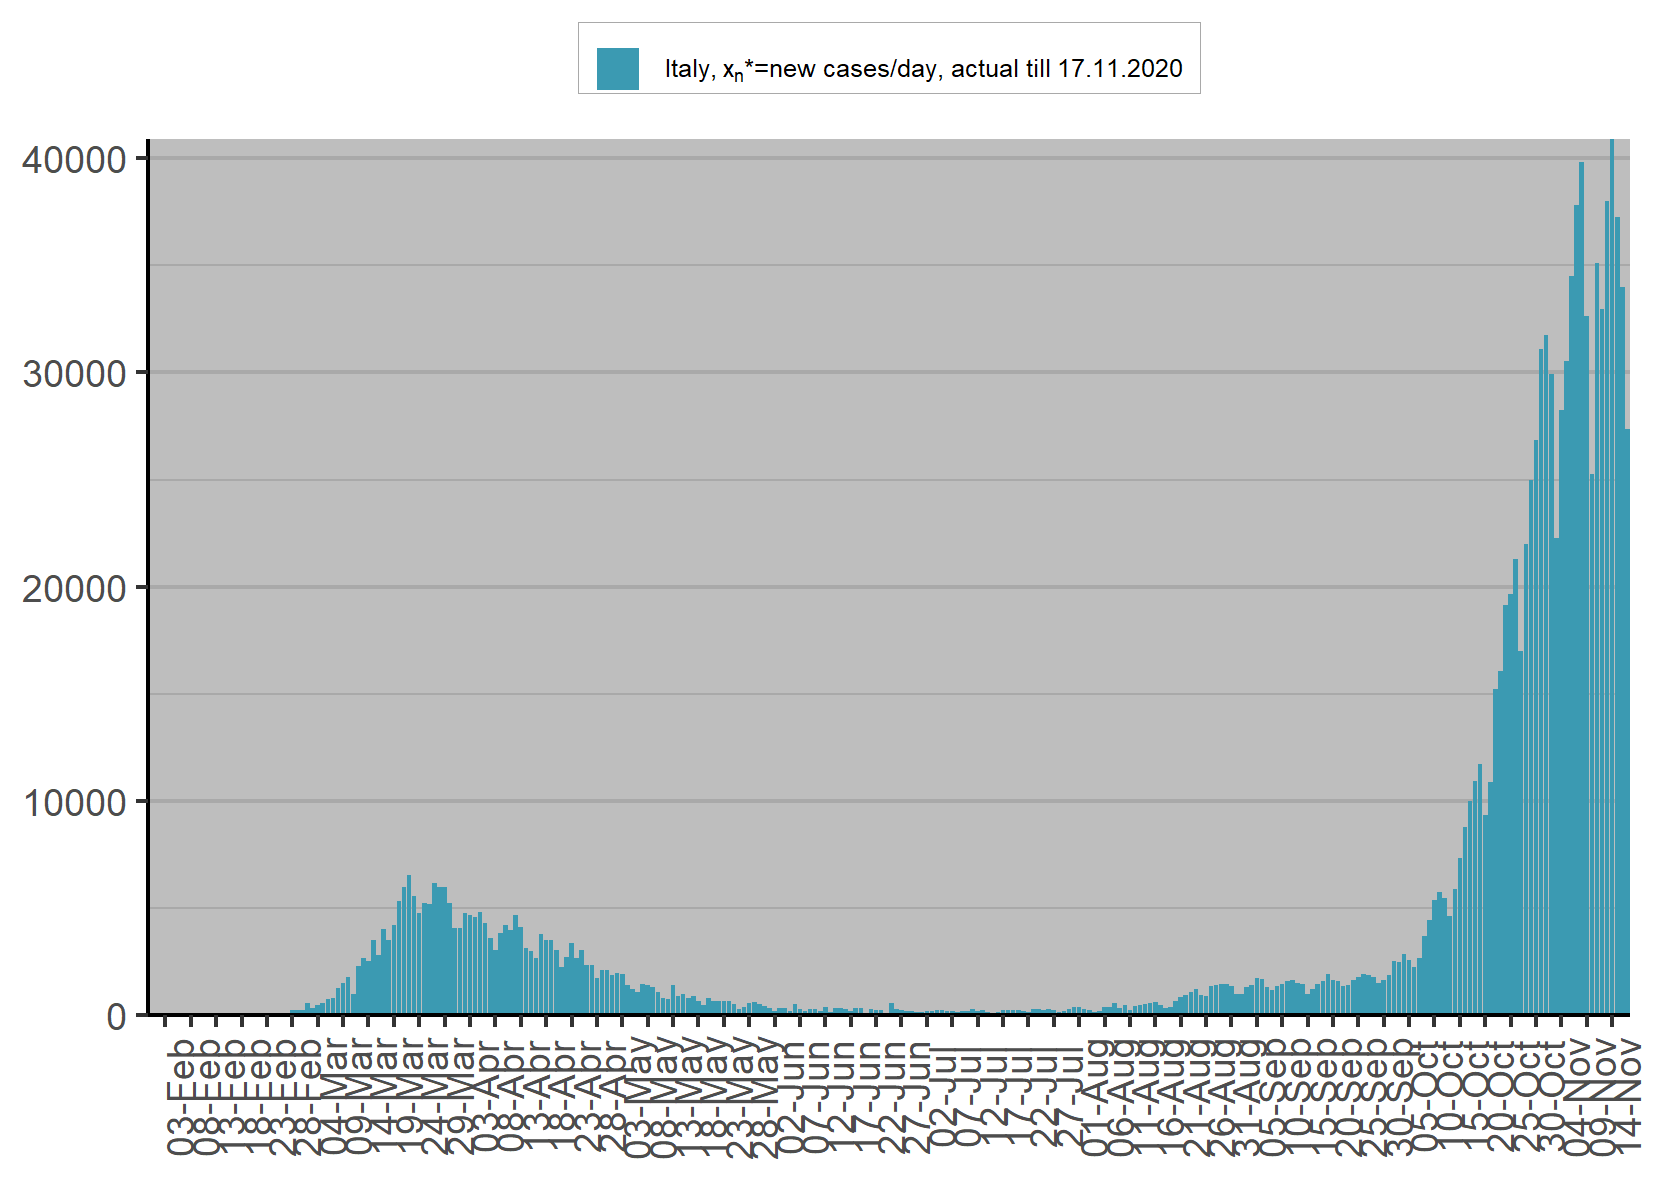 Italy, xn*=new cases/day, actual till 17.11.2020
40000
30000
20000
10000
0
03-Feb
08-Feb
13-Feb
18-Feb
23-Feb
28-Feb
04-Mar
09-Mar
14-Mar
19-Mar
24-Mar
29-Mar
03-Apr
08-Apr
13-Apr
18-Apr
23-Apr
28-Apr
03-May
08-May
13-May
18-May
23-May
28-May
02-Jun
07-Jun
12-Jun
17-Jun
22-Jun
27-Jun
02-Jul
07-Jul
12-Jul
17-Jul
22-Jul
27-Jul
01-Aug
06-Aug
11-Aug
16-Aug
21-Aug
26-Aug
31-Aug
05-Sep
10-Sep
15-Sep
20-Sep
25-Sep
30-Sep
05-Oct
10-Oct
15-Oct
20-Oct
25-Oct
30-Oct
04-Nov
09-Nov
14-Nov